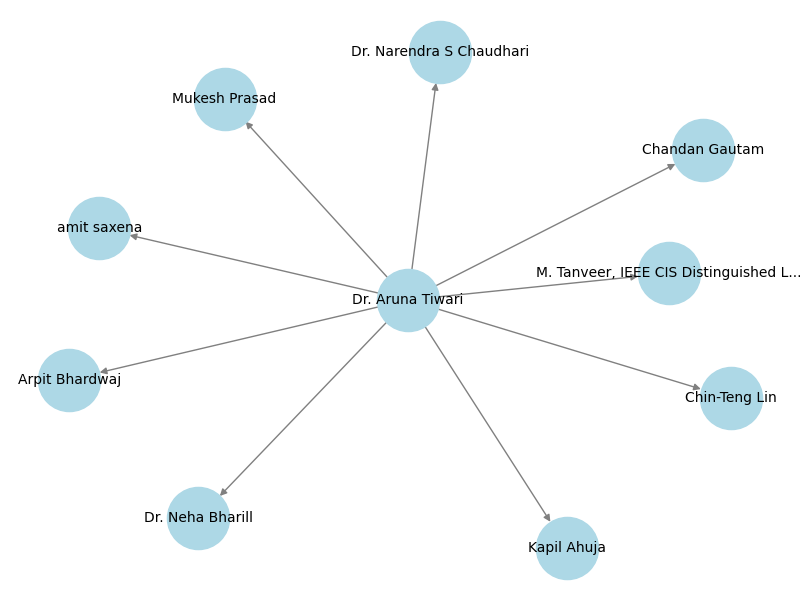 Dr. Narendra S Chaudhari
Mukesh Prasad
Chandan Gautam
amit saxena
M. Tanveer, IEEE CIS Distinguished L...
Dr. Aruna Tiwari
Arpit Bhardwaj
Chin-Teng Lin
Dr. Neha Bharill
Kapil Ahuja